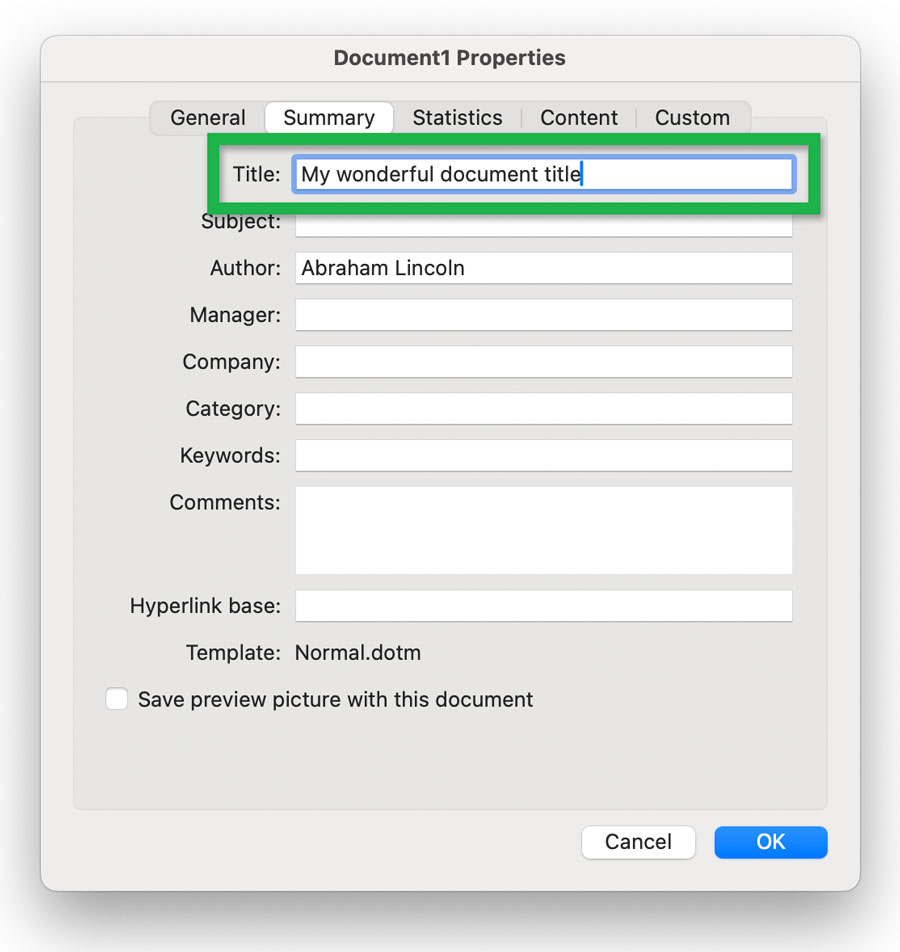 Document1 Properties
General Summary Statistics Content Custom
Title: My wonderful document title
Subject:
Author: Abraham Lincoln
Manager:
Company:
Category:
Keywords:
Comments:
Hyperlink base:
Template: Normal.dotm
Save preview picture with this document
Cancel OK